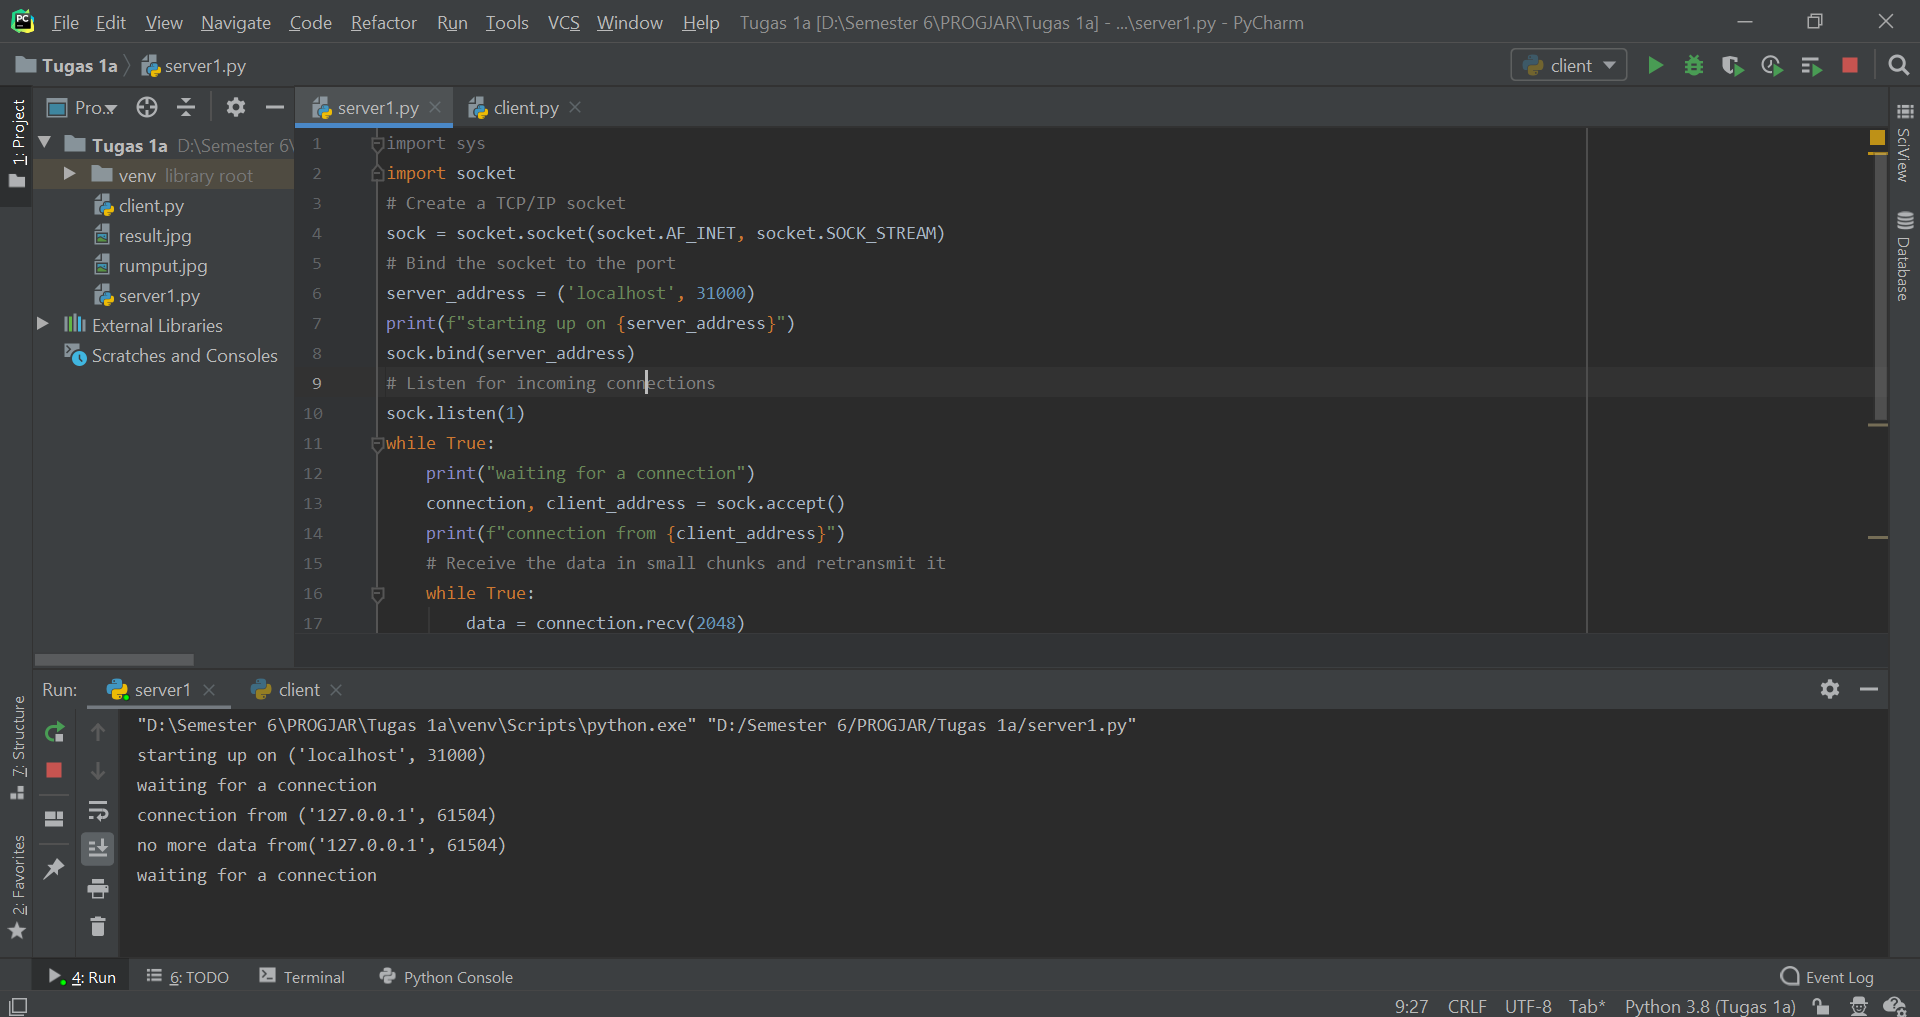 File Edit View Navigate Code Refactor Run Tools VCS Window Help Tugas 1a [D:\Semester 6\PROGJAR\Tugas 1a] - ...\server1.py - PyCharm
Tugas 1a server1.py client
1: Project
Pro...
server1.py client.py
Tugas 1a D:\Semester 6\
venv library root
client.py
result.jpg
rumput.jpg
server1.py
External Libraries
Scratches and Consoles
1 import sys
2 import socket
3 # Create a TCP/IP socket
4 sock = socket.socket(socket.AF_INET, socket.SOCK_STREAM)
5 # Bind the socket to the port
6 server_address = ('localhost', 31000)
7 print(f"starting up on {server_address}")
8 sock.bind(server_address)
9 # Listen for incoming connections
10 sock.listen(1)
11 while True:
12 print("waiting for a connection")
13 connection, client_address = sock.accept()
14 print(f"connection from {client_address}")
15 # Receive the data in small chunks and retransmit it
16 while True:
17 data = connection.recv(2048)
SciView
Database
Run: server1 client
7: Structure
2: Favorites
"D:\Semester 6\PROGJAR\Tugas 1a\venv\Scripts\python.exe" "D:/Semester 6/PROGJAR/Tugas 1a/server1.py"
starting up on ('localhost', 31000)
waiting for a connection
connection from ('127.0.0.1', 61504)
no more data from('127.0.0.1', 61504)
waiting for a connection
4: Run 6: TODO Terminal Python Console Event Log
9:27 CRLF UTF-8 Tab* Python 3.8 (Tugas 1a)